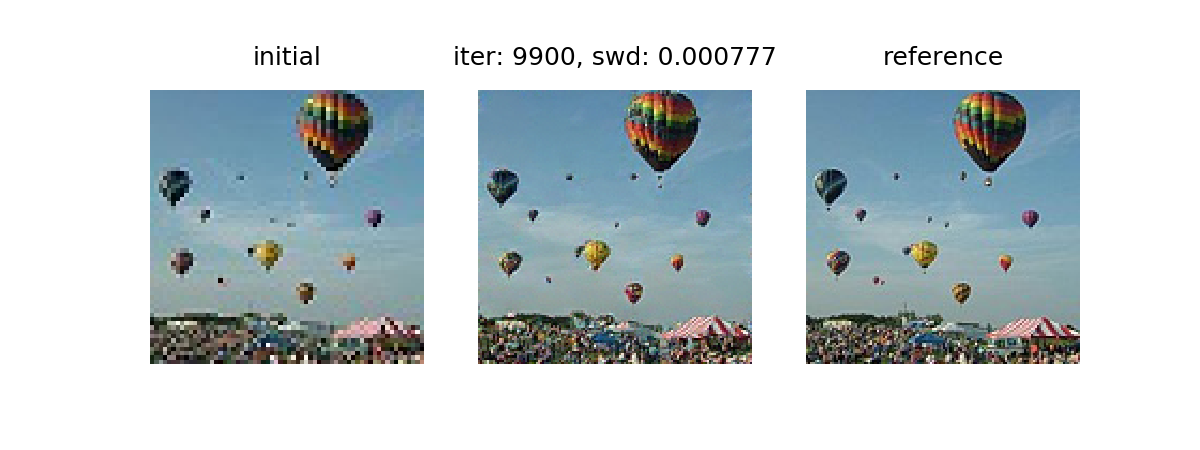 initial
iter: 9900, swd: 0.000777
reference